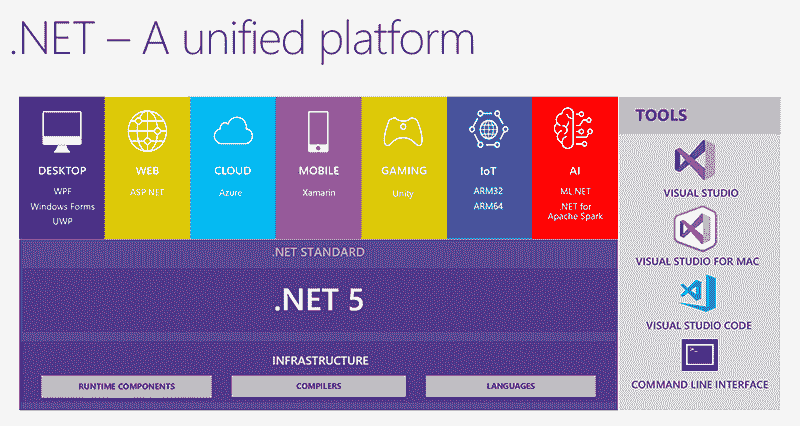 .NET – A unified platform
DESKTOP
WPF
Windows Forms
UWP
WEB
ASP.NET
CLOUD
Azure
MOBILE
Xamarin
GAMING
Unity
IoT
ARM32
ARM64
AI
ML.NET
.NET for
Apache Spark
.NET STANDARD
.NET 5
INFRASTRUCTURE
RUNTIME COMPONENTS
COMPILERS
LANGUAGES
TOOLS
VISUAL STUDIO
VISUAL STUDIO FOR MAC
VISUAL STUDIO CODE
COMMAND LINE INTERFACE